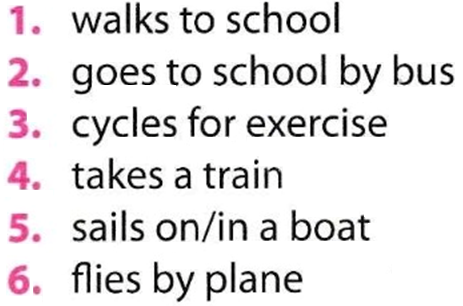 1. walks to school
2. goes to school by bus
3. cycles for exercise
4. takes a train
5. sails on/in a boat
6. flies by plane